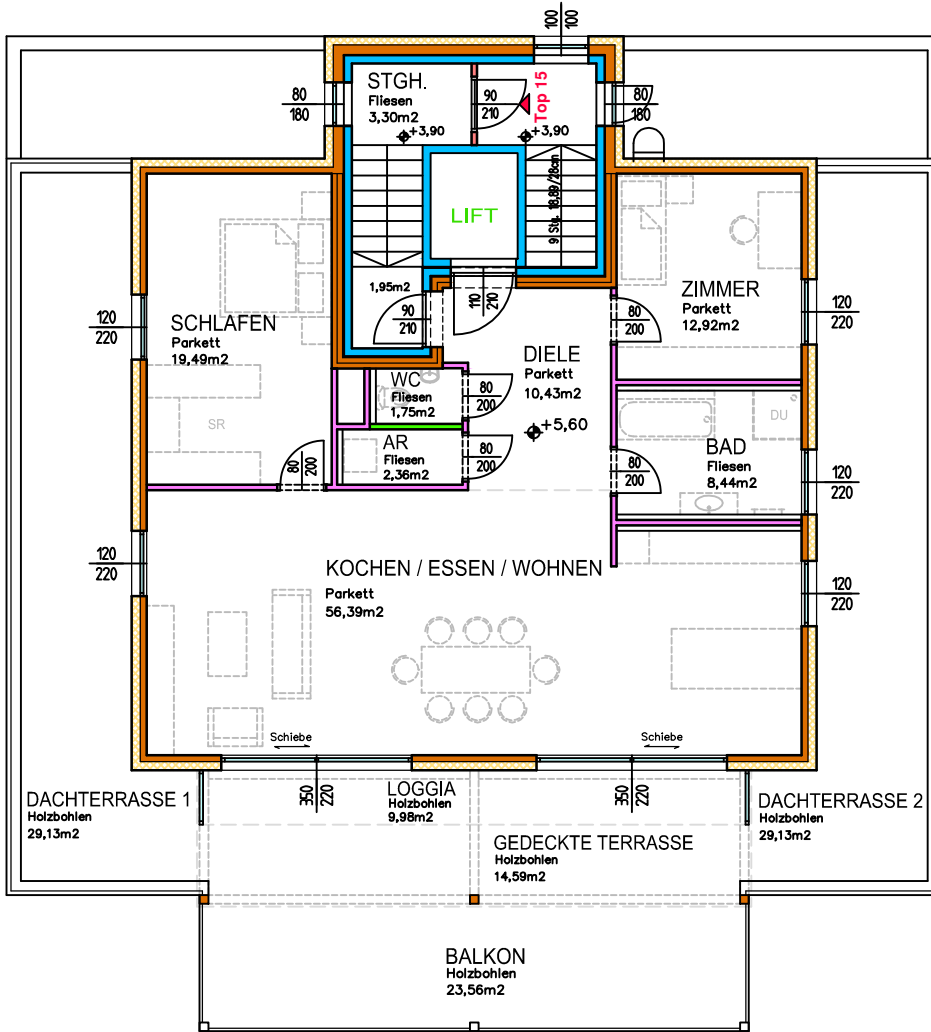 100
100
STGH.
Fliesen
3,30m2
+3,90
90
210
Top 15
+3,90
80
180
80
180
LIFT
9 Stg. 18,89/28cm
1,95m2
90
210
110
210
SCHLAFEN
Parkett
19,49m2
SR
120
220
ZIMMER
Parkett
12,92m2
80
200
120
220
DIELE
Parkett
10,43m2
+5,60
WC
Fliesen
1,75m2
80
200
AR
Fliesen
2,36m2
80
200
80
200
BAD
Fliesen
8,44m2
DU
80
200
120
220
120
220
KOCHEN / ESSEN / WOHNEN
Parkett
56,39m2
120
220
Schiebe
Schiebe
350
220
350
220
DACHTERRASSE 1
Holzbohlen
29,13m2
LOGGIA
Holzbohlen
9,98m2
DACHTERRASSE 2
Holzbohlen
29,13m2
GEDECKTE TERRASSE
Holzbohlen
14,59m2
BALKON
Holzbohlen
23,56m2